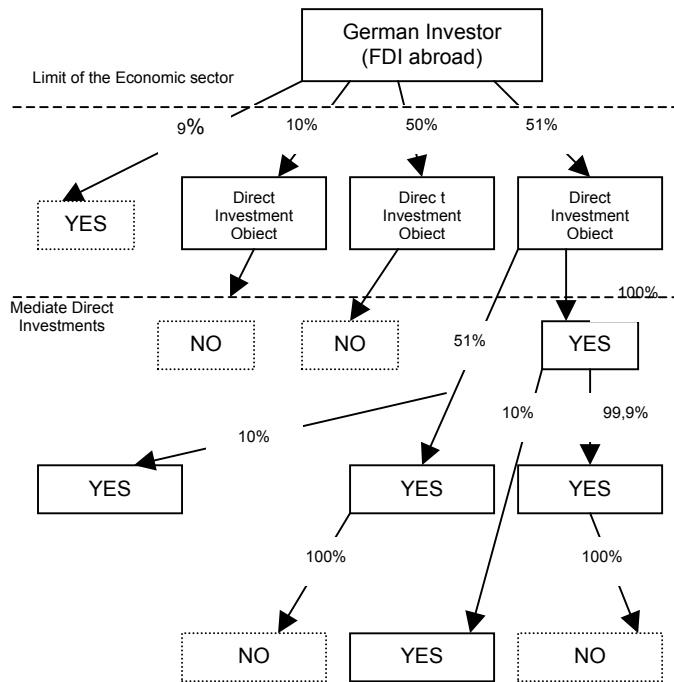 German Investor
(FDI abroad)
Limit of the Economic sector
9%
10%
50%
51%
YES
Direct
Investment
Obiect
Direc t
Investment
Obiect
Direct
Investment
Obiect
100%
Mediate Direct
Investments
NO
NO
51%
YES
10%
10%
99,9%
YES
YES
YES
100%
100%
NO
YES
NO